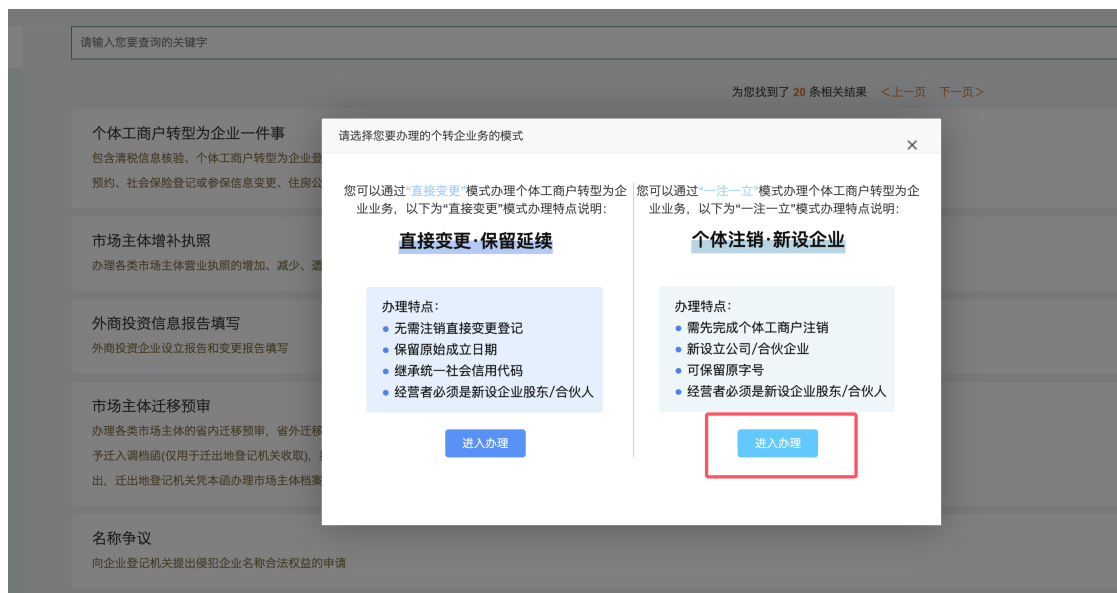 请输入您要查询的关键字
为您找到了 20 条相关结果 <上一页 下一页>
个体工商户转型为企业一件事
包含清税信息核验、个体工商户转型为企业登
预约、社会保险登记或参保信息变更、住房公
市场主体增补执照
办理各类市场主体营业执照的增加、减少、遗
外商投资信息报告填写
外商投资企业设立报告和变更报告填写
市场主体迁移预审
办理各类市场主体的省内迁移预审，省外迁移
予迁入调档函(仅用于迁出地登记机关收取)，
出，迁出地登记机关凭本函办理市场主体档案
名称争议
向企业登记机关提出侵犯企业名称合法权益的申请
请选择您要办理的个转企业务的模式
×
您可以通过“直接变更”模式办理个体工商户转型为企
业业务，以下为“直接变更”模式办理特点说明：
直接变更·保留延续
办理特点：
• 无需注销直接变更登记
• 保留原始成立日期
• 继承统一社会信用代码
• 经营者必须是新设企业股东/合伙人
进入办理
您可以通过“一注一立”模式办理个体工商户转型为企
业业务，以下为“一注一立”模式办理特点说明：
个体注销·新设企业
办理特点：
• 需先完成个体工商户注销
• 新设立公司/合伙企业
• 可保留原字号
• 经营者必须是新设企业股东/合伙人
进入办理